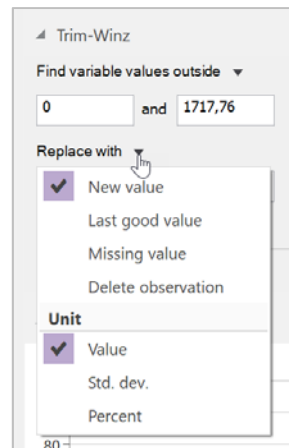 Trim-Winz
Find variable values outside
0 and 1717,76
Replace with
New value
Last good value
Missing value
Delete observation
Unit
Value
Std. dev.
Percent
80